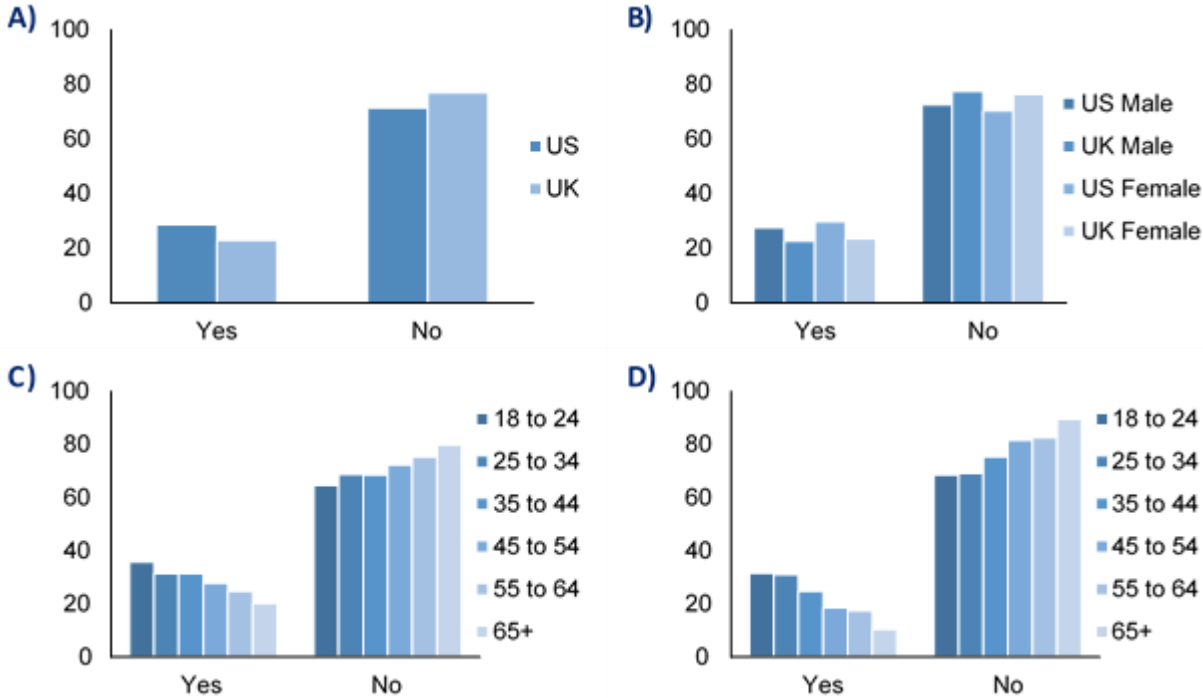 A)
100
80
60
40
20
0
Yes No
US
UK
B)
100
80
60
40
20
0
Yes No
US Male
UK Male
US Female
UK Female
C)
100
80
60
40
20
0
Yes No
18 to 24
25 to 34
35 to 44
45 to 54
55 to 64
65+
D)
100
80
60
40
20
0
Yes No
18 to 24
25 to 34
35 to 44
45 to 54
55 to 64
65+